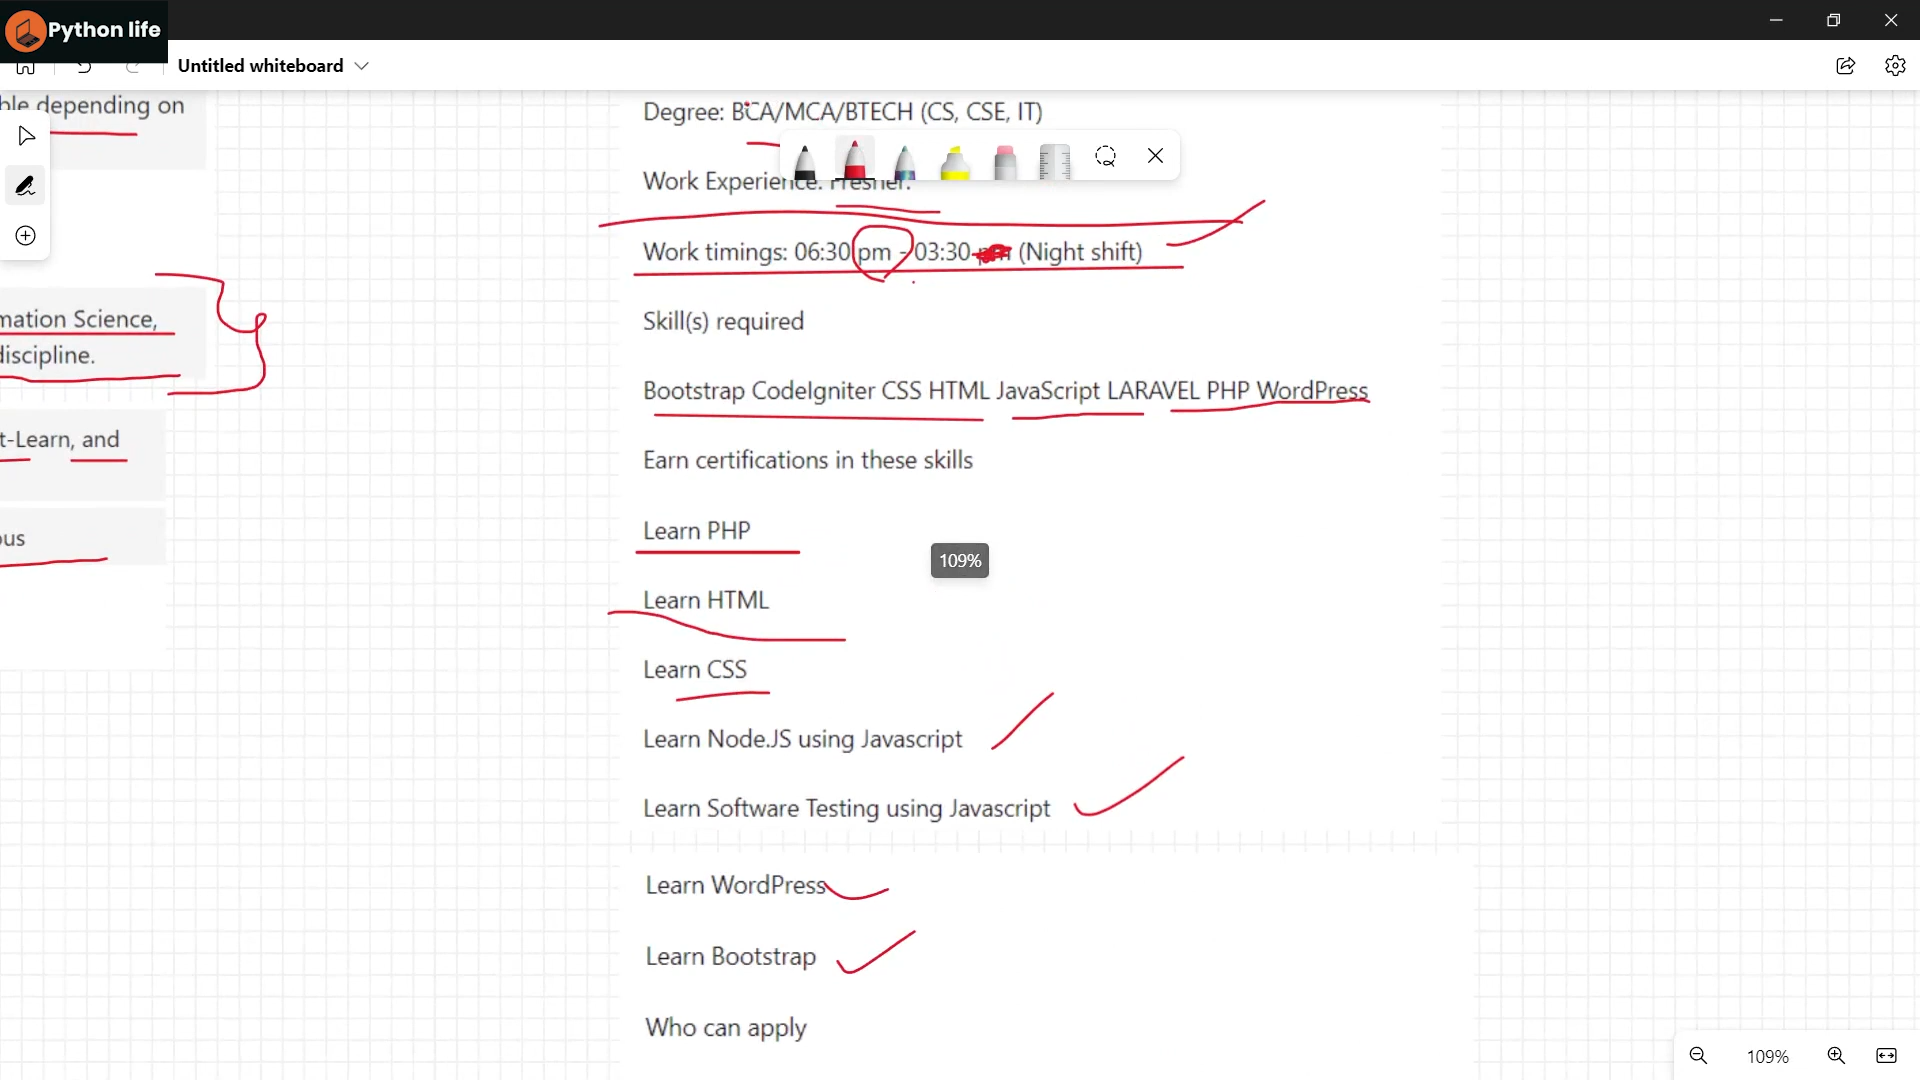 Python life
Untitled whiteboard
ble depending on
mation Science,
discipline.
t-Learn, and
ous
Degree: BCA/MCA/BTECH (CS, CSE, IT)
Work Experience: Fresher.
Work timings: 06:30 pm - 03:30 (Night shift)
Skill(s) required
Bootstrap CodeIgniter CSS HTML JavaScript LARAVEL PHP WordPress
Earn certifications in these skills
Learn PHP
109%
Learn HTML
Learn CSS
Learn Node.JS using Javascript
Learn Software Testing using Javascript
Learn WordPress
Learn Bootstrap
Who can apply
109%